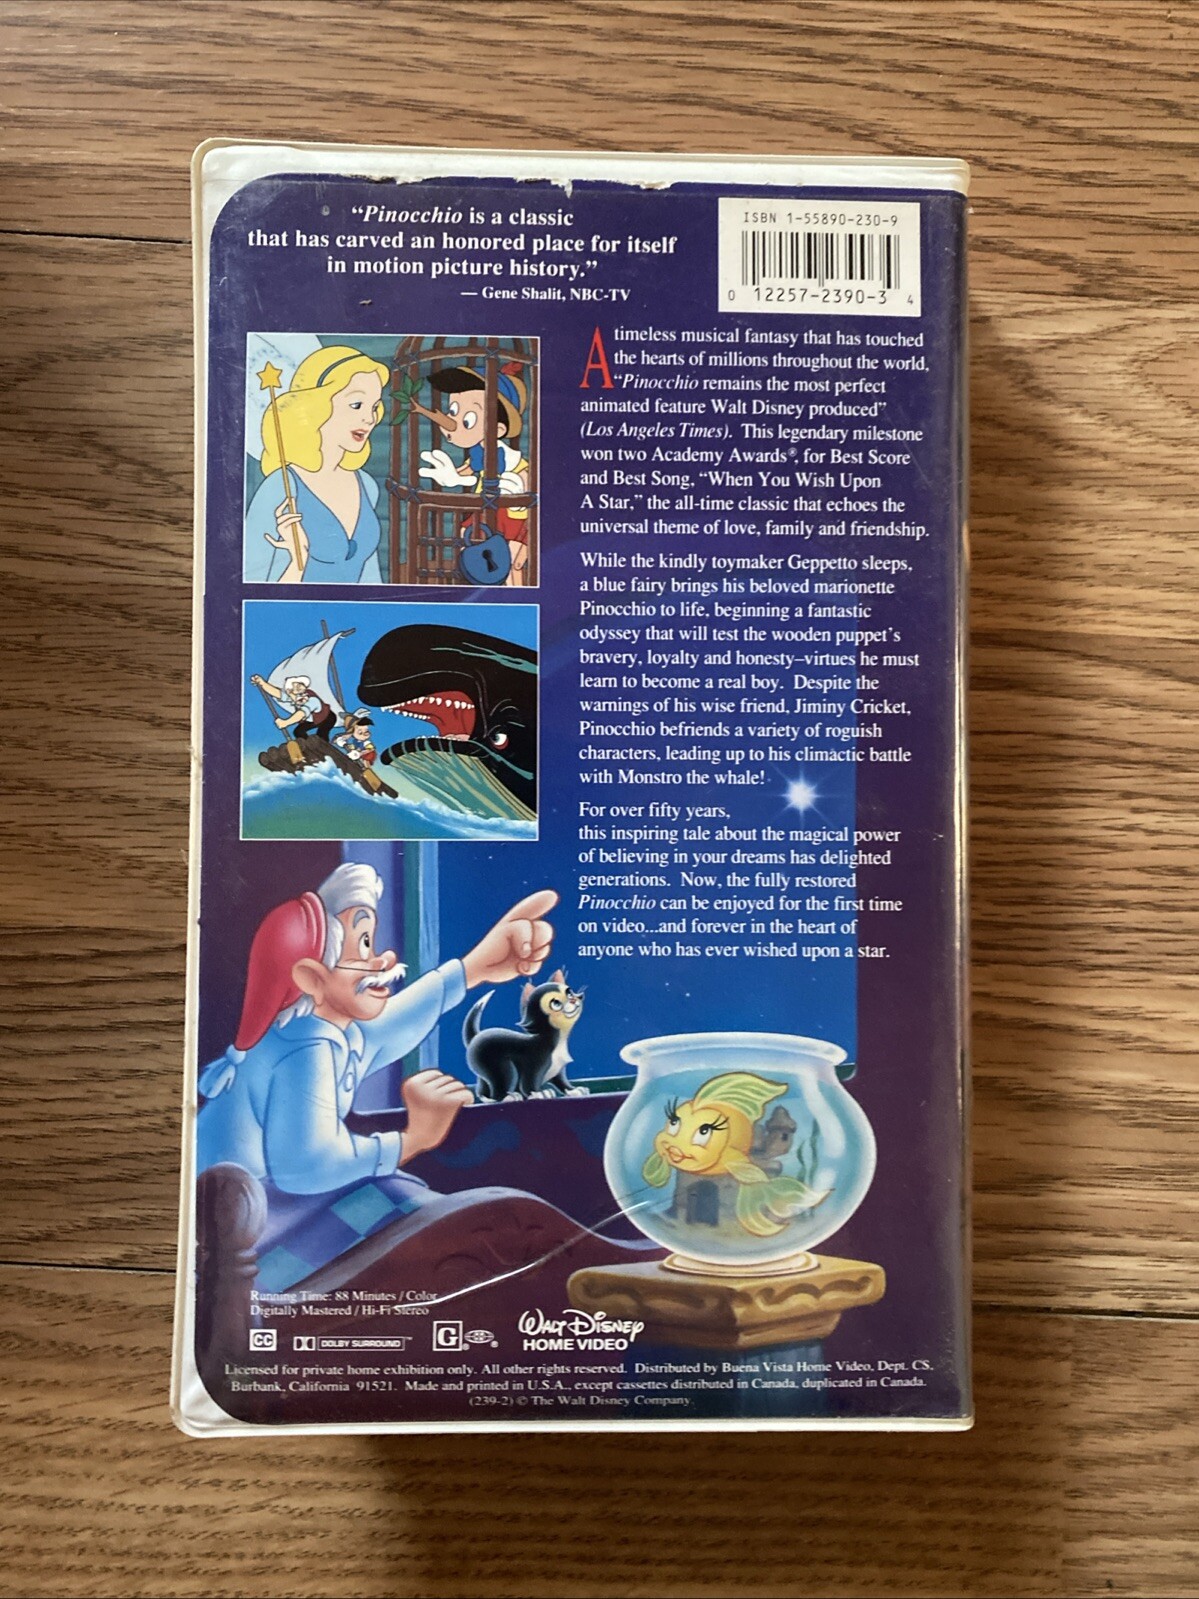 “Pinocchio is a classic
that has carved an honored place for itself
in motion picture history.”
— Gene Shalit, NBC-TV
ISBN 1-55890-230-9
0 12257-2390-3 4
A timeless musical fantasy that has touched
the hearts of millions throughout the world,
“Pinocchio remains the most perfect
animated feature Walt Disney produced”
(Los Angeles Times). This legendary milestone
won two Academy Awards®, for Best Score
and Best Song, “When You Wish Upon
A Star,” the all-time classic that echoes the
universal theme of love, family and friendship.
While the kindly toymaker Geppetto sleeps,
a blue fairy brings his beloved marionette
Pinocchio to life, beginning a fantastic
odyssey that will test the wooden puppet’s
bravery, loyalty and honesty–virtues he must
learn to become a real boy. Despite the
warnings of his wise friend, Jiminy Cricket,
Pinocchio befriends a variety of roguish
characters, leading up to his climactic battle
with Monstro the whale!
For over fifty years,
this inspiring tale about the magical power
of believing in your dreams has delighted
generations. Now, the fully restored
Pinocchio can be enjoyed for the first time
on video...and forever in the heart of
anyone who has ever wished upon a star.
Running Time: 88 Minutes / Color
Digitally Mastered / Hi-Fi Stereo
CC DOLBY SURROUND™ G ® ® WALT DISNEY
HOME VIDEO
Licensed for private home exhibition only. All other rights reserved. Distributed by Buena Vista Home Video, Dept. CS,
Burbank, California 91521. Made and printed in U.S.A., except cassettes distributed in Canada, duplicated in Canada.
(239-2) © The Walt Disney Company.